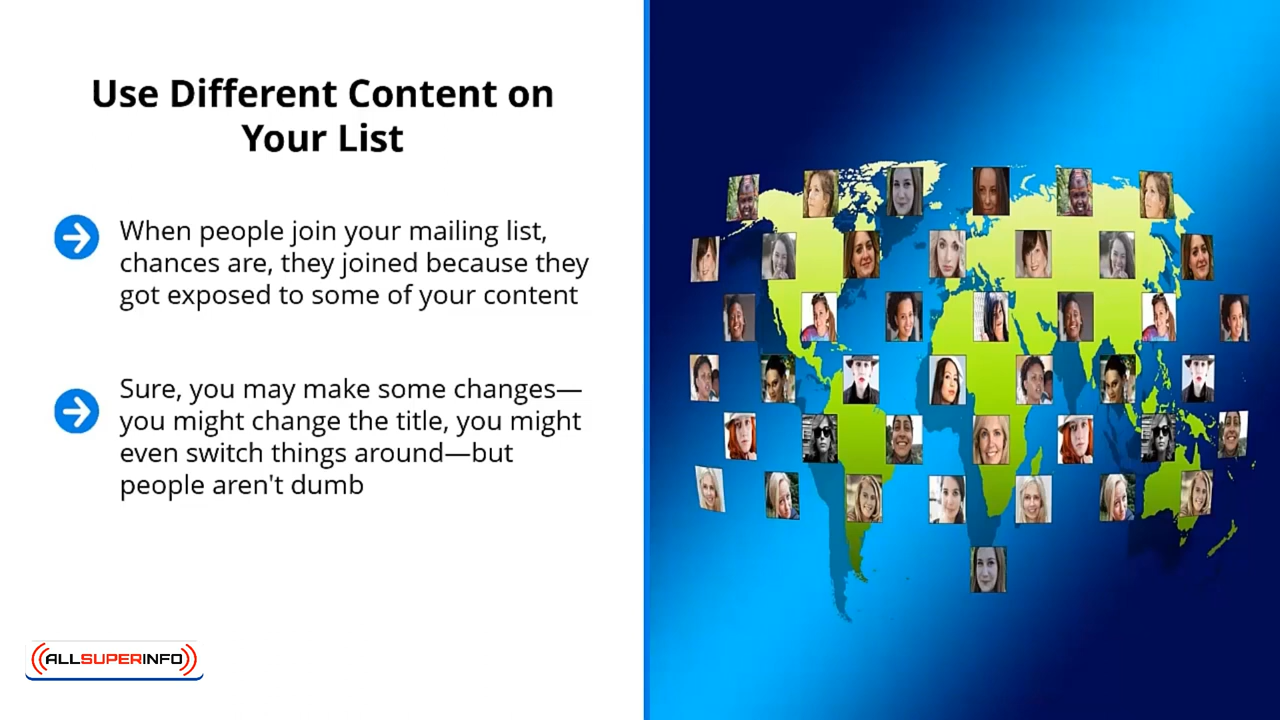 Use Different Content on
Your List
When people join your mailing list,
chances are, they joined because they
got exposed to some of your content
Sure, you may make some changes—
you might change the title, you might
even switch things around—but
people aren't dumb
ALLSUPERINFO